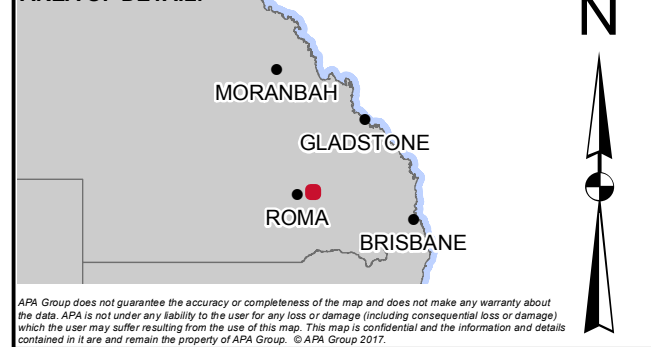 AREA OF DETAIL:
N
MORANBAH
GLADSTONE
ROMA
BRISBANE
APA Group does not guarantee the accuracy or completeness of the map and does not make any warranty about
the data. APA is not under any liability to the user for any loss or damage (including consequential loss or damage)
which the user may suffer resulting from the use of this map. This map is confidential and the information and details
contained in it are and remain the property of APA Group. © APA Group 2017.